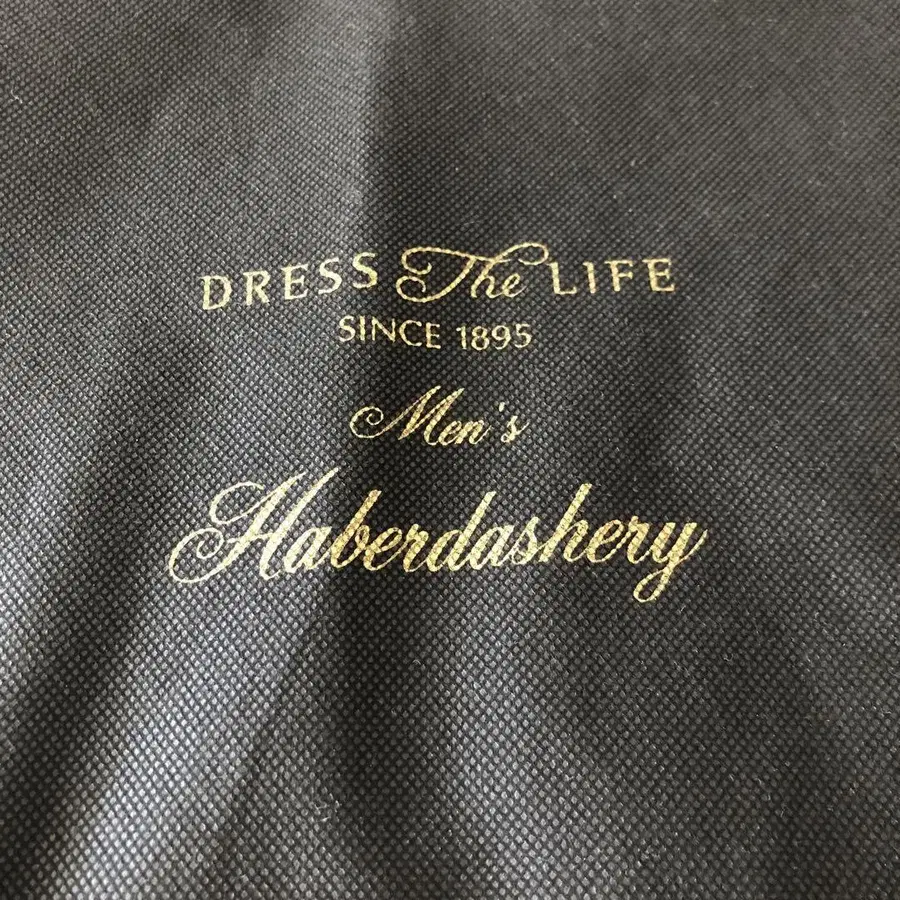 DRESS The LIFE
SINCE 1895
Men's
Haberdashery